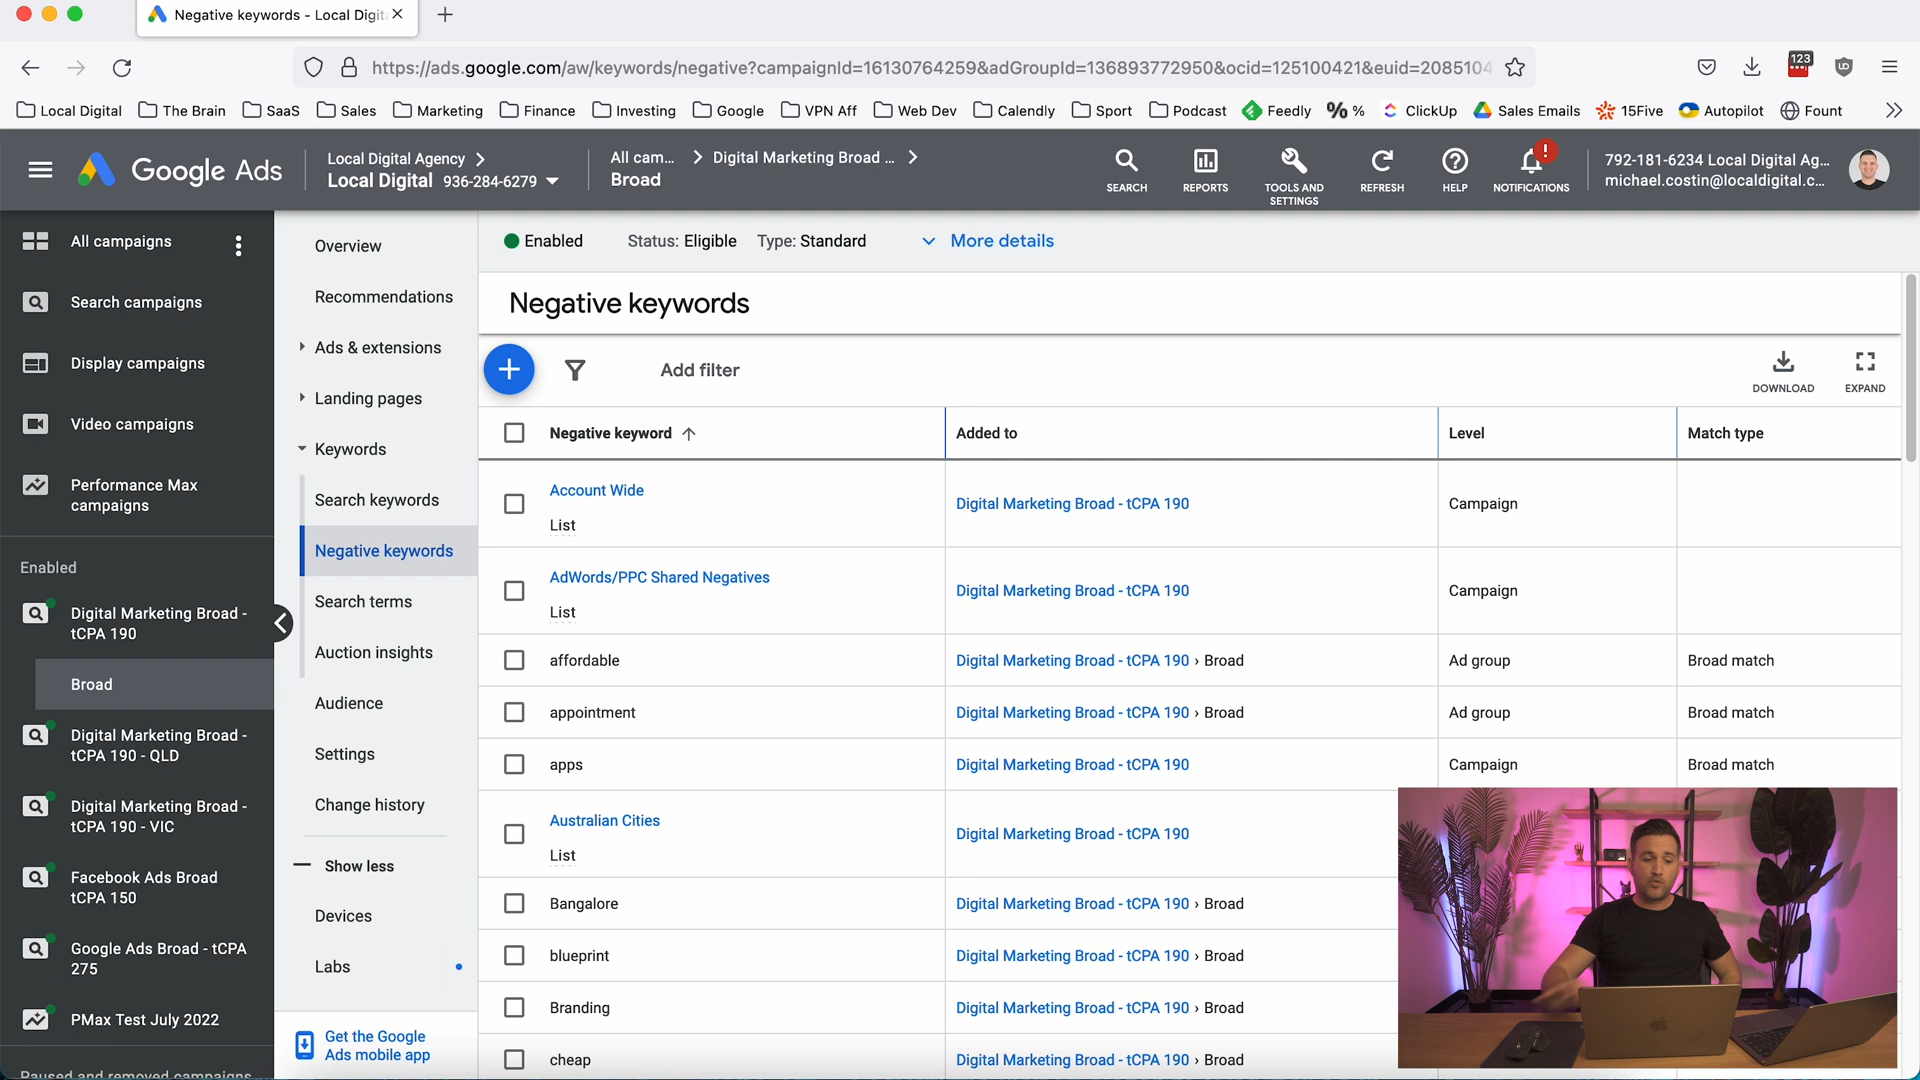 Negative keywords - Local Digit
https://ads.google.com/aw/keywords/negative?campaignId=16130764259&adGroupId=136893772950&ocid=125100421&euid=2085104
123
Local Digital The Brain SaaS Sales Marketing Finance Investing Google VPN Aff Web Dev Calendly Sport Podcast Feedly % % ClickUp Sales Emails 15Five Autopilot Fount
Google Ads
Local Digital Agency
Local Digital 936-284-6279
All cam... Digital Marketing Broad ...
Broad
SEARCH
REPORTS
TOOLS AND
SETTINGS
REFRESH
HELP
NOTIFICATIONS
792-181-6234 Local Digital Ag...
michael.costin@localdigital.c...
All campaigns
Search campaigns
Display campaigns
Video campaigns
Performance Max
campaigns
Enabled
Digital Marketing Broad -
tCPA 190
Broad
Digital Marketing Broad -
tCPA 190 - QLD
Digital Marketing Broad -
tCPA 190 - VIC
Facebook Ads Broad
tCPA 150
Google Ads Broad - tCPA
275
PMax Test July 2022
Paused and removed campaigns
Overview
Recommendations
Ads & extensions
Landing pages
Keywords
Search keywords
Negative keywords
Search terms
Auction insights
Audience
Settings
Change history
Show less
Devices
Labs
Get the Google
Ads mobile app
Enabled Status: Eligible Type: Standard More details
Negative keywords
Add filter
DOWNLOAD
EXPAND
Negative keyword Added to Level Match type
Account Wide
List
Digital Marketing Broad - tCPA 190 Campaign
AdWords/PPC Shared Negatives
List
Digital Marketing Broad - tCPA 190 Campaign
affordable Digital Marketing Broad - tCPA 190 › Broad Ad group Broad match
appointment Digital Marketing Broad - tCPA 190 › Broad Ad group Broad match
apps Digital Marketing Broad - tCPA 190 Campaign Broad match
Australian Cities
List
Digital Marketing Broad - tCPA 190
Bangalore Digital Marketing Broad - tCPA 190 › Broad
blueprint Digital Marketing Broad - tCPA 190 › Broad
Branding Digital Marketing Broad - tCPA 190 › Broad
cheap Digital Marketing Broad - tCPA 190 › Broad